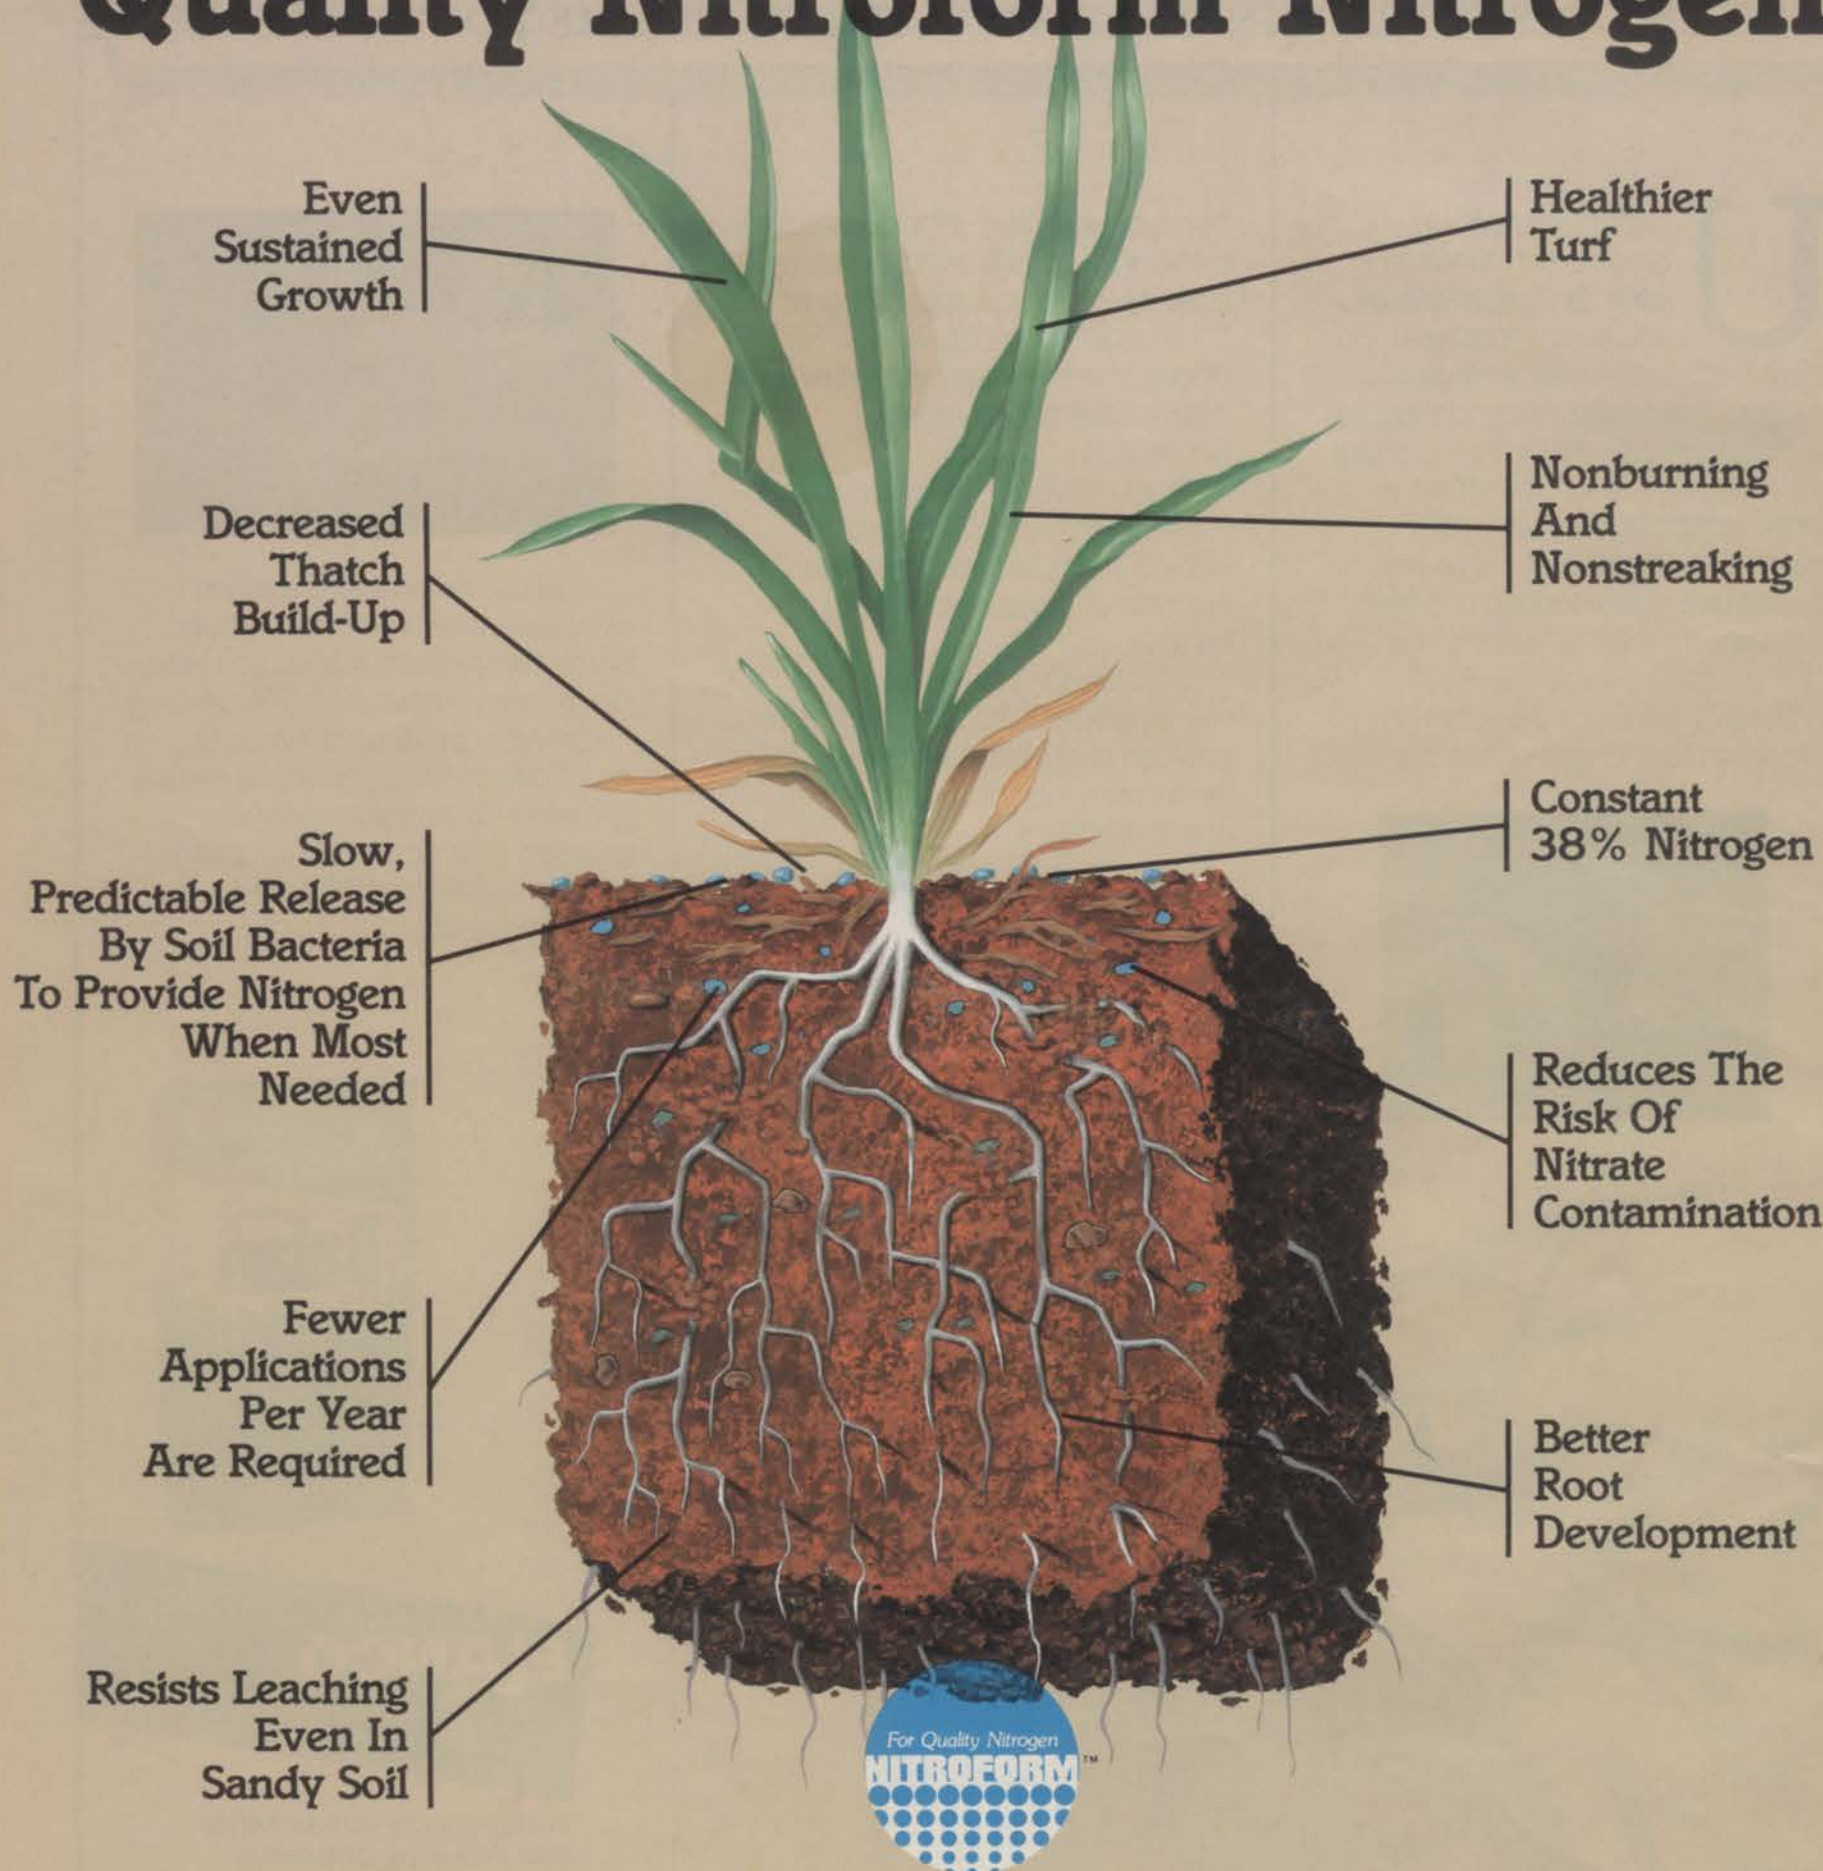 Quality Nitroform Nitrogen
Even
Sustained
Growth
Decreased
Thatch
Build-Up
Slow,
Predictable Release
By Soil Bacteria
To Provide Nitrogen
When Most
Needed
Fewer
Applications
Per Year
Are Required
Resists Leaching
Even In
Sandy Soil
Healthier
Turf
Nonburning
And
Nonstreaking
Constant
38% Nitrogen
Reduces The
Risk Of
Nitrate
Contamination
Better
Root
Development
For Quality Nitrogen
NITROFORM™